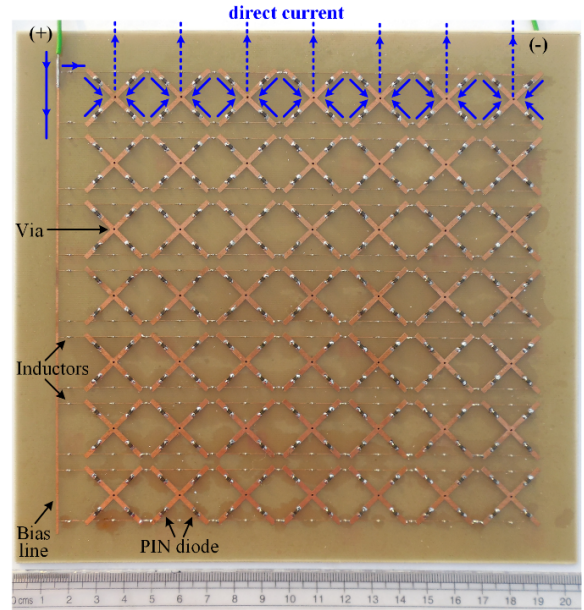 direct current
(+)
(-)
Via
Inductors
Bias
line
PIN diode
0 cms 1 2 3 4 5 6 7 8 9 10 11 12 13 14 15 16 17 18 19 20